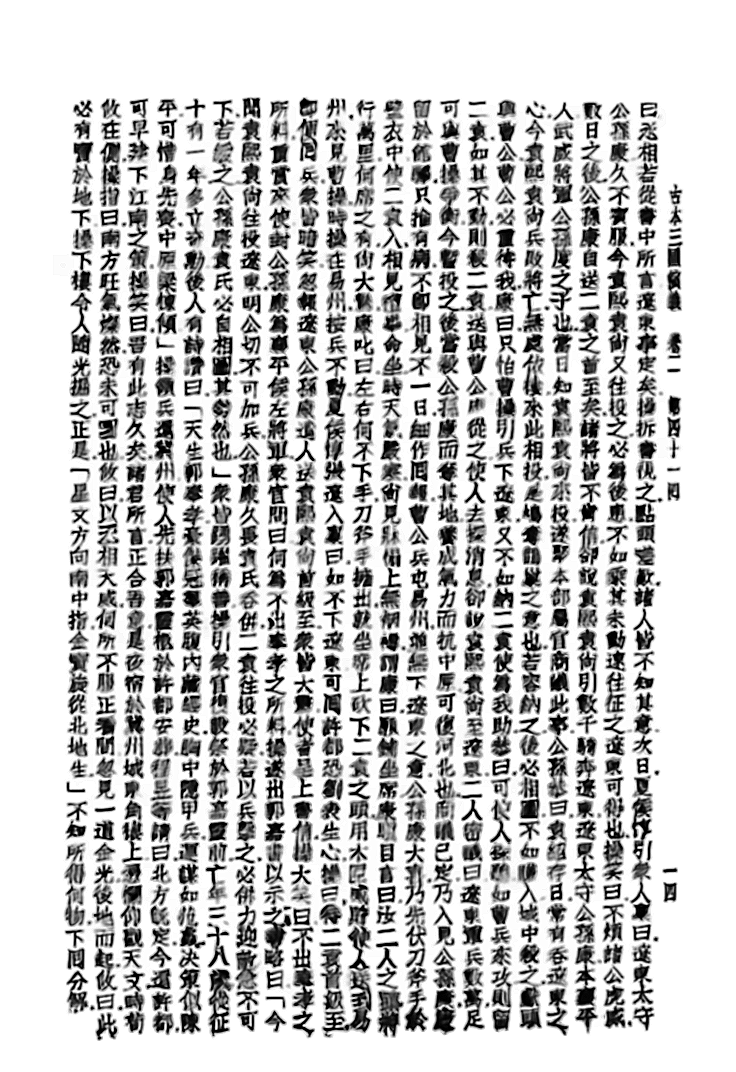 古本三國演義　卷二　第四十一回　一四
曰丞相若從書中所言遼東事定矣操拆書視之點頭嗟歎諸人皆不知其意次日夏侯惇引衆人稟曰遼東太守
公孫康久不賓服今袁熙袁尙又往投之必爲後患不如乘其未動速往征之遼東可得也操笑曰不煩諸公虎威
數日之後公孫康自送二袁之首至矣諸將皆不肯信卻說袁熙袁尙引數千騎奔遼東遼東太守公孫康本襄平
人武威將軍公孫度之子也當日知袁熙袁尙來投遂聚本部屬官商議此事公孫恭曰袁紹存日常有吞遼東之
心今袁熙袁尙兵敗將亡無處依棲來此相投是鳩奪鵲巢之意也若容納之後必相圖不如賺入城中殺之獻頭
與曹公曹公必重待我康曰只怕曹操引兵下遼東又不如納二袁使爲我助恭曰可使人探聽如曹兵來攻則留
二袁如其不動則殺二袁送與曹公康從之使人去探消息卻說袁熙袁尙至遼東二人密議曰遼東軍兵數萬足
可與曹操爭衡今暫投之後當殺公孫康而奪其地養成氣力而抗中原可復河北也商議已定乃入見公孫康康
留於館驛只推有病不卽相見不一日細作回報曹公兵屯易州並無下遼東之意公孫康大喜乃先伏刀斧手於
壁衣中使二袁入相見禮畢命坐時天氣嚴寒尙見牀榻上無裀褥謂康曰願鋪坐席康瞋目言曰汝二人之頭將
行萬里何席之有尙大驚康叱曰左右何不下手刀斧手擁出就坐席上砍下二袁之頭用木匣盛貯使人送到易
州來見曹操時操在易州按兵不動夏侯惇張遼入稟曰如不下遼東可回許都恐劉表生心操曰待二袁首級至
卽便回兵衆皆暗笑忽報遼東公孫康遣人送袁熙袁尙首級至衆皆大驚使者呈上書信操大笑曰不出奉孝之
所料重賞來使封公孫康爲襄平侯左將軍衆官問曰何爲不出奉孝之所料操遂出郭嘉書以示之書略曰「今
聞袁熙袁尙往投遼東明公切不可加兵公孫康久畏袁氏吞併二袁往投必疑若以兵擊之必併力迎敵急不可
下若緩之公孫康袁氏必自相圖其勢然也」衆皆踴躍稱善操引衆官復設祭於郭嘉靈前亡年三十八歲從征
十有一年多立奇勳後人有詩讚曰「天生郭奉孝豪傑冠羣英腹內藏經史胸中隱甲兵運謀如范蠡決策似陳
平可惜身先喪中原梁棟傾」操領兵還冀州使人先扶郭嘉靈柩於許都安葬程昱等請曰北方旣定今還許都
可早建下江南之策操笑曰吾有此志久矣諸君所言正合吾意是夜宿於冀州城東角樓上憑欄仰觀天文時荀
攸在側操指曰南方旺氣燦然恐未可圖也攸曰以丞相天威何所不服正看間忽見一道金光從地而起攸曰此
必有寶於地下操下樓令人隨光掘之正是「星文方向南中指金寶旋從北地生」不知所得何物下回分解